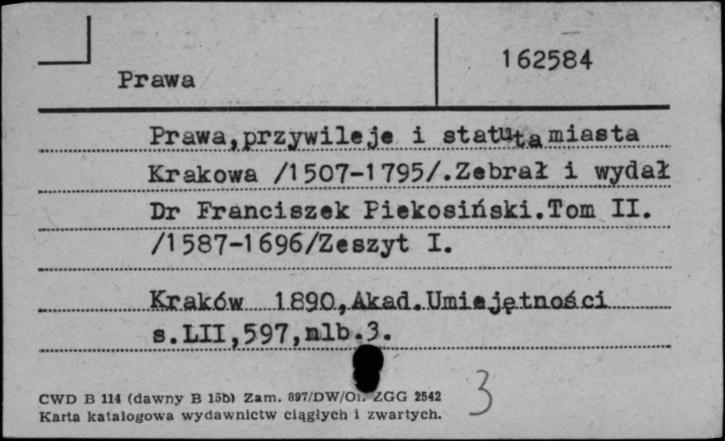 162584
Prawa
Prawa,przywileje i statuta miasta
Krakowa /1507-1795/.Zebrał i wydał
Dr Franciszek Piekosiński.Tom II.
/1587-1696/Zeszyt I.
Kraków 1890,Akad.Umiejętności
s.LII,597,nlb.3.
3
CWD B 114 (dawny B 15b) Zam. 897/DW/ ZGG 2542
Karta katalogowa wydawnictw ciągłych i zwartych.